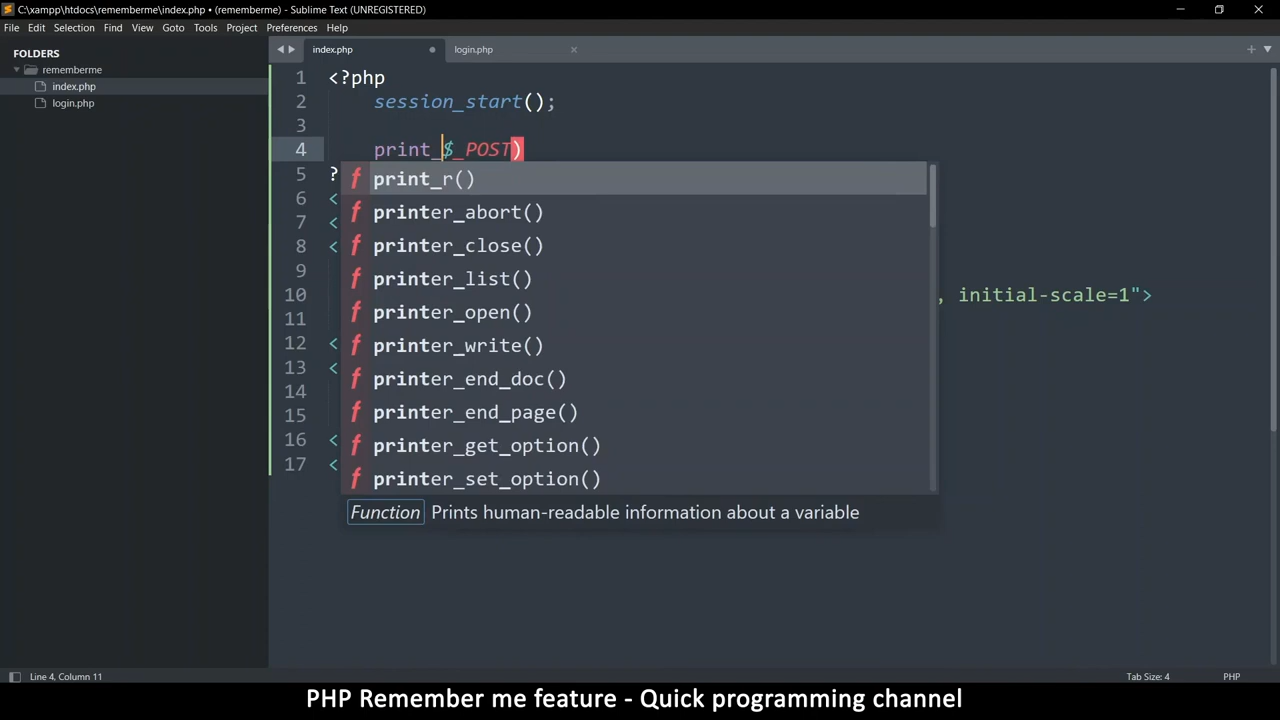 C:\xampp\htdocs\rememberme\index.php • (rememberme) - Sublime Text (UNREGISTERED)
File Edit Selection Find View Goto Tools Project Preferences Help
FOLDERS
rememberme
index.php
login.php
index.php login.php
1 <?php
2 session_start();
3
4 print_$_POST)
5 ?
6 <
7 <
8 <
9
10 , initial-scale=1">
11
12 <
13 <
14
15
16 <
17 <
f print_r()
f printer_abort()
f printer_close()
f printer_list()
f printer_open()
f printer_write()
f printer_end_doc()
f printer_end_page()
f printer_get_option()
f printer_set_option()
Function Prints human-readable information about a variable
Line 4, Column 11 Tab Size: 4 PHP
PHP Remember me feature - Quick programming channel